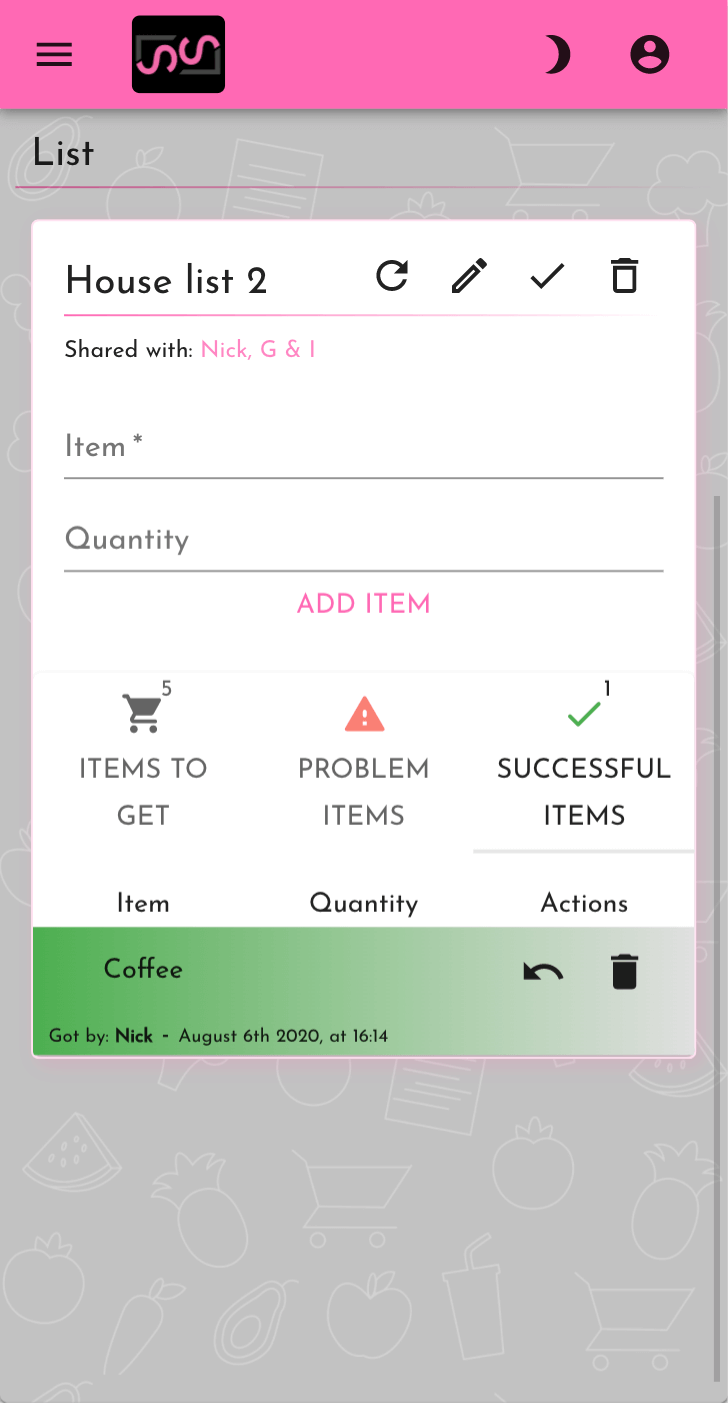 SS
List
House list 2
Shared with: Nick, G & I
Item *
Quantity
ADD ITEM
5
ITEMS TO
GET
PROBLEM
ITEMS
1
SUCCESSFUL
ITEMS
Item Quantity Actions
Coffee
Got by: Nick - August 6th 2020, at 16:14